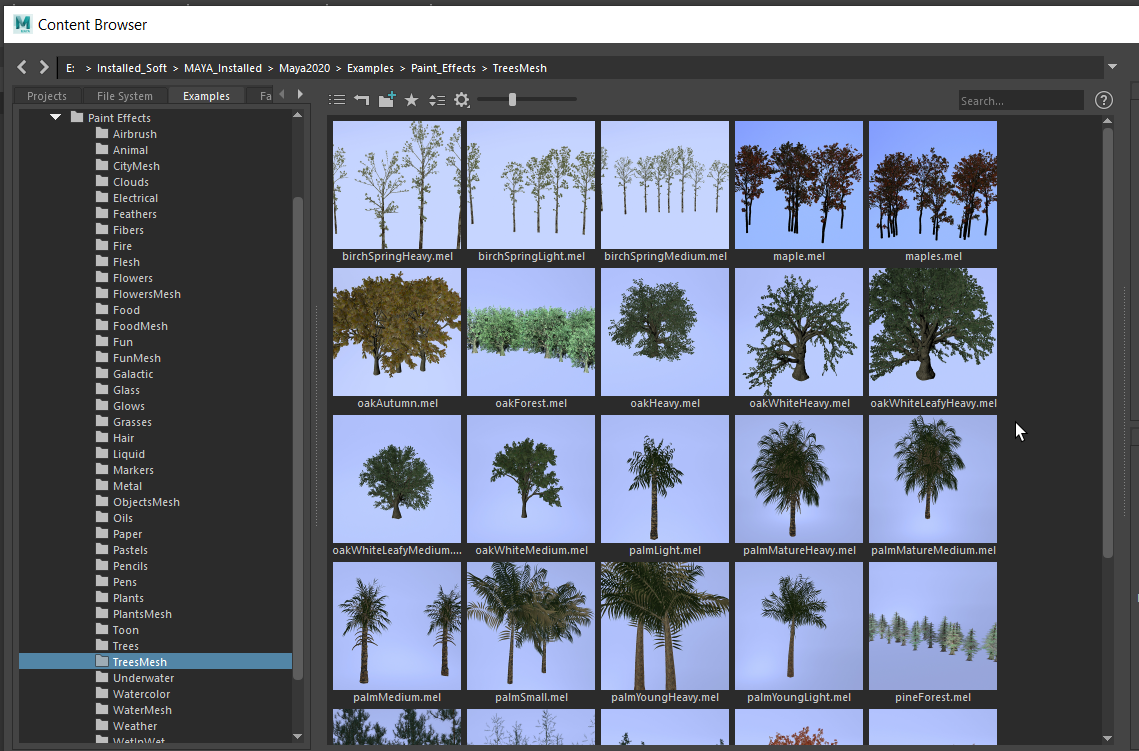 Content Browser
E: > Installed_Soft > MAYA_Installed > Maya2020 > Examples > Paint_Effects > TreesMesh
Projects File System Examples Fa
Search...
Paint Effects
Airbrush
Animal
CityMesh
Clouds
Electrical
Feathers
Fibers
Fire
Flesh
Flowers
FlowersMesh
Food
FoodMesh
Fun
FunMesh
Galactic
Glass
Glows
Grasses
Hair
Liquid
Markers
Metal
ObjectsMesh
Oils
Paper
Pastels
Pencils
Pens
Plants
PlantsMesh
Toon
Trees
TreesMesh
Underwater
Watercolor
WaterMesh
Weather
WetInWet
birchSpringHeavy.mel birchSpringLight.mel birchSpringMedium.mel maple.mel maples.mel
oakAutumn.mel oakForest.mel oakHeavy.mel oakWhiteHeavy.mel oakWhiteLeafyHeavy.mel
oakWhiteLeafyMedium.... oakWhiteMedium.mel palmLight.mel palmMatureHeavy.mel palmMatureMedium.mel
palmMedium.mel palmSmall.mel palmYoungHeavy.mel palmYoungLight.mel pineForest.mel